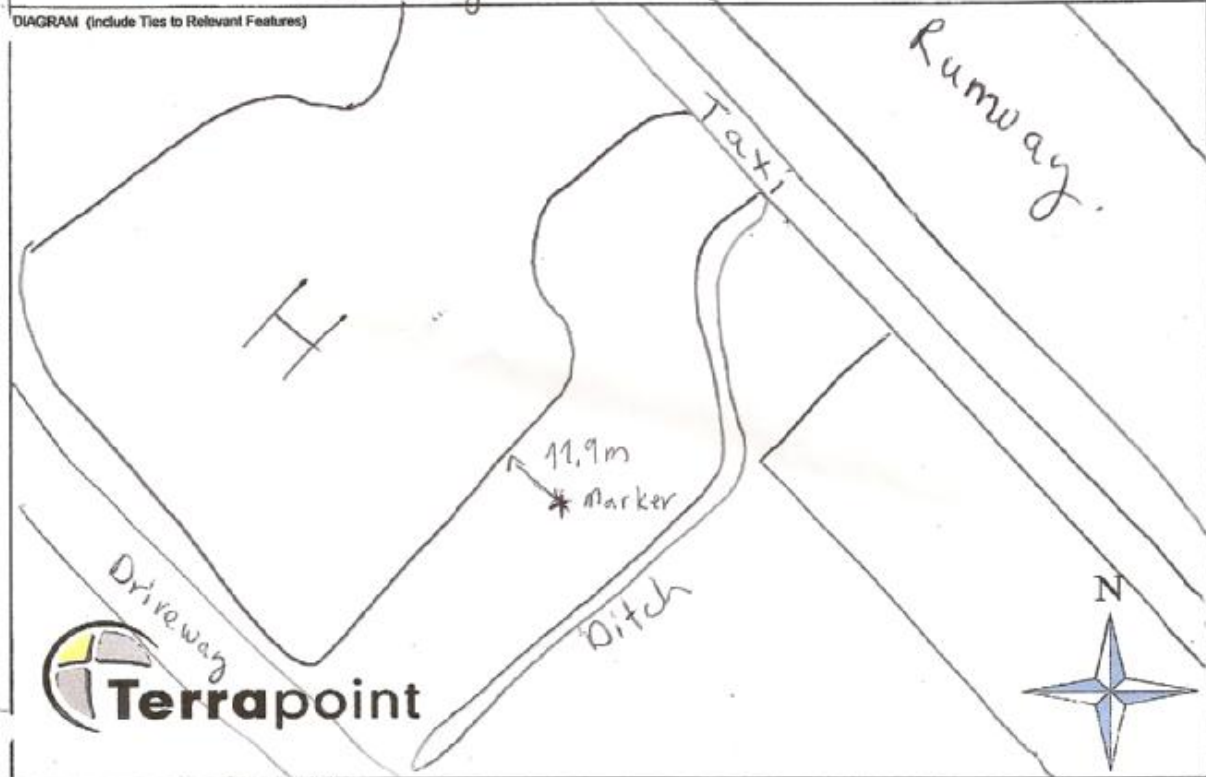 DIAGRAM (include Ties to Relevant Features)
Runway.
Taxi
H
11,9m
Marker
Ditch
Driveway
N
Terrapoint